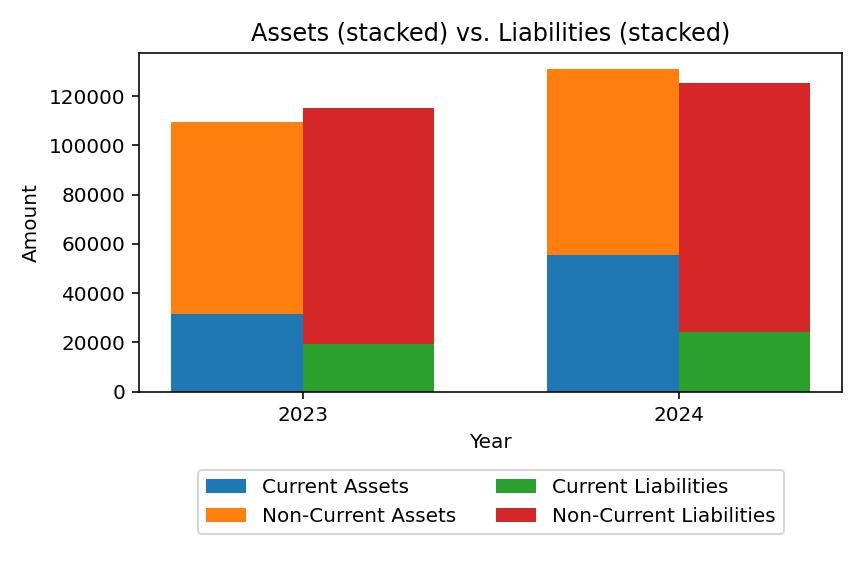 Assets (stacked) vs. Liabilities (stacked)
120000
100000
80000
60000
40000
20000
0
Amount
2023 2024
Year
Current Assets Current Liabilities
Non-Current Assets Non-Current Liabilities